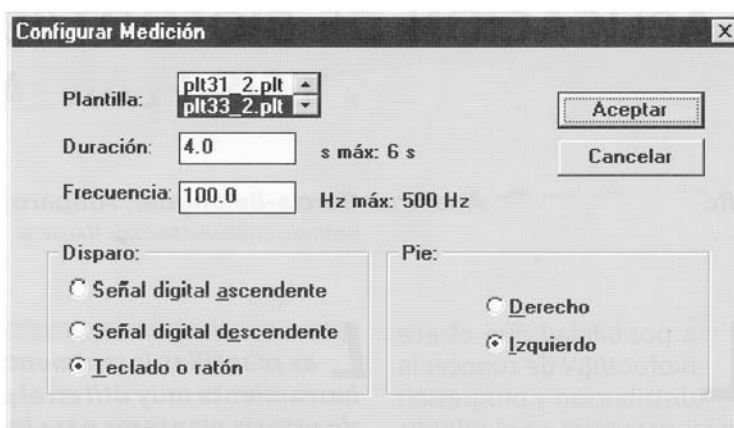 Configurar Medición
Plantilla:
plt31_2.plt
plt33_2.plt
Aceptar
Duración:
4.0
s máx: 6 s
Cancelar
Frecuencia:
100.0
Hz máx: 500 Hz
Disparo:
Señal digital ascendente
Señal digital descendente
Teclado o ratón
Pie:
Derecho
Izquierdo